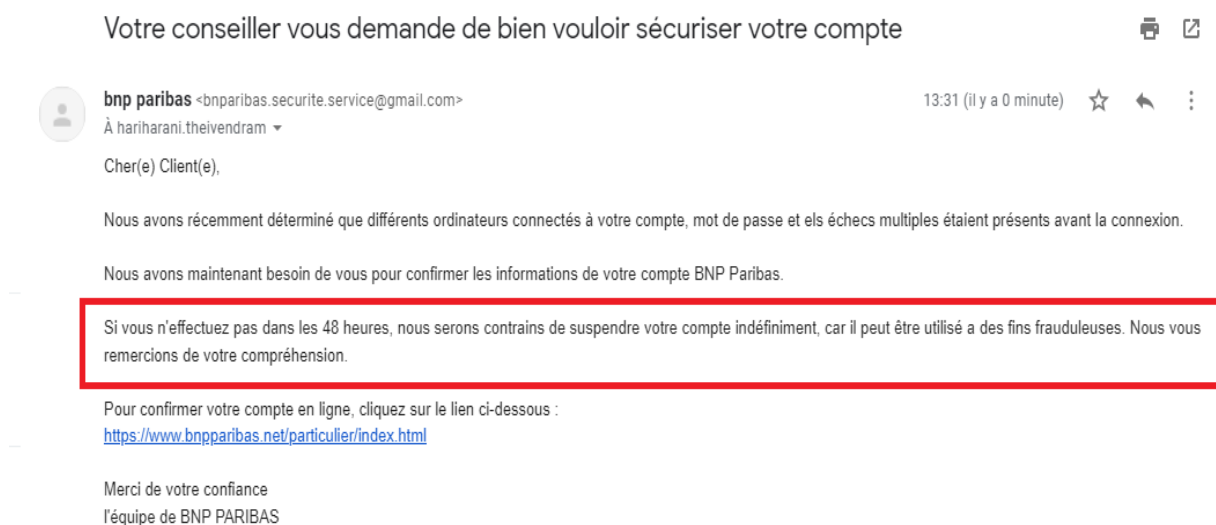 Votre conseiller vous demande de bien vouloir sécuriser votre compte
bnp paribas <bnparibas.securite.service@gmail.com>
13:31 (il y a 0 minute)
À hariharani.theivendram
Cher(e) Client(e),
Nous avons récemment déterminé que différents ordinateurs connectés à votre compte, mot de passe et els échecs multiples étaient présents avant la connexion.
Nous avons maintenant besoin de vous pour confirmer les informations de votre compte BNP Paribas.
Si vous n'effectuez pas dans les 48 heures, nous serons contrains de suspendre votre compte indéfiniment, car il peut être utilisé a des fins frauduleuses. Nous vous
remercions de votre compréhension.
Pour confirmer votre compte en ligne, cliquez sur le lien ci-dessous :
https://www.bnpparibas.net/particulier/index.html
Merci de votre confiance
l'équipe de BNP PARIBAS